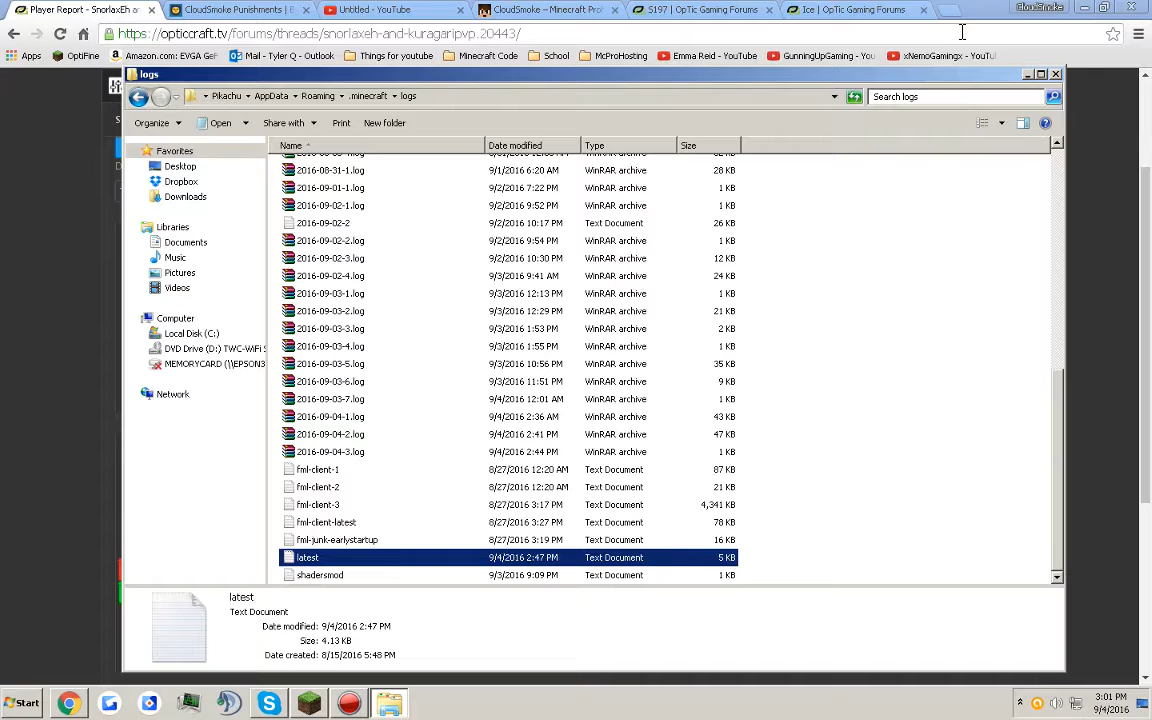 Player Report - SnorlaxEh ar
CloudSmoke Punishments | E
Untitled - YouTube
CloudSmoke – Minecraft Pro
S197 | OpTic Gaming Forums
Ice | OpTic Gaming Forums
CloudSmoke
https://opticcraft.tv/forums/threads/snorlaxeh-and-kuragaripvp.20443/
Apps OptiFine Amazon.com: EVGA GeF Mail - Tyler Q - Outlook Things for youtube Minecraft Code School McProHosting Emma Reid - YouTube GunningUpGaming - You xNemoGamingx - YouTu
logs
Pikachu AppData Roaming .minecraft logs Search logs
Organize Open Share with Print New folder
Favorites
Desktop
Dropbox
Downloads
Libraries
Documents
Music
Pictures
Videos
Computer
Local Disk (C:)
DVD Drive (D:) TWC-WiFi S
MEMORYCARD (\\EPSON3
Network
Name Date modified Type Size
2016-08-31-1.log 9/1/2016 6:20 AM WinRAR archive 28 KB
2016-09-01-1.log 9/2/2016 7:22 PM WinRAR archive 1 KB
2016-09-02-1.log 9/2/2016 9:52 PM WinRAR archive 1 KB
2016-09-02-2 9/2/2016 10:17 PM Text Document 26 KB
2016-09-02-2.log 9/2/2016 9:54 PM WinRAR archive 1 KB
2016-09-02-3.log 9/2/2016 10:30 PM WinRAR archive 12 KB
2016-09-02-4.log 9/3/2016 9:41 AM WinRAR archive 24 KB
2016-09-03-1.log 9/3/2016 12:13 PM WinRAR archive 1 KB
2016-09-03-2.log 9/3/2016 12:29 PM WinRAR archive 21 KB
2016-09-03-3.log 9/3/2016 1:53 PM WinRAR archive 2 KB
2016-09-03-4.log 9/3/2016 1:55 PM WinRAR archive 1 KB
2016-09-03-5.log 9/3/2016 10:56 PM WinRAR archive 35 KB
2016-09-03-6.log 9/3/2016 11:51 PM WinRAR archive 9 KB
2016-09-03-7.log 9/4/2016 12:01 AM WinRAR archive 1 KB
2016-09-04-1.log 9/4/2016 2:36 AM WinRAR archive 43 KB
2016-09-04-2.log 9/4/2016 2:41 PM WinRAR archive 47 KB
2016-09-04-3.log 9/4/2016 2:44 PM WinRAR archive 1 KB
fml-client-1 8/27/2016 12:20 AM Text Document 87 KB
fml-client-2 8/27/2016 12:20 AM Text Document 21 KB
fml-client-3 8/27/2016 3:17 PM Text Document 4,341 KB
fml-client-latest 8/27/2016 3:27 PM Text Document 78 KB
fml-junk-earlystartup 8/27/2016 3:19 PM Text Document 16 KB
latest 9/4/2016 2:47 PM Text Document 5 KB
shadersmod 9/3/2016 9:09 PM Text Document 1 KB
latest
Text Document
Date modified: 9/4/2016 2:47 PM
Size: 4.13 KB
Date created: 8/15/2016 5:48 PM
Start
3:01 PM
9/4/2016